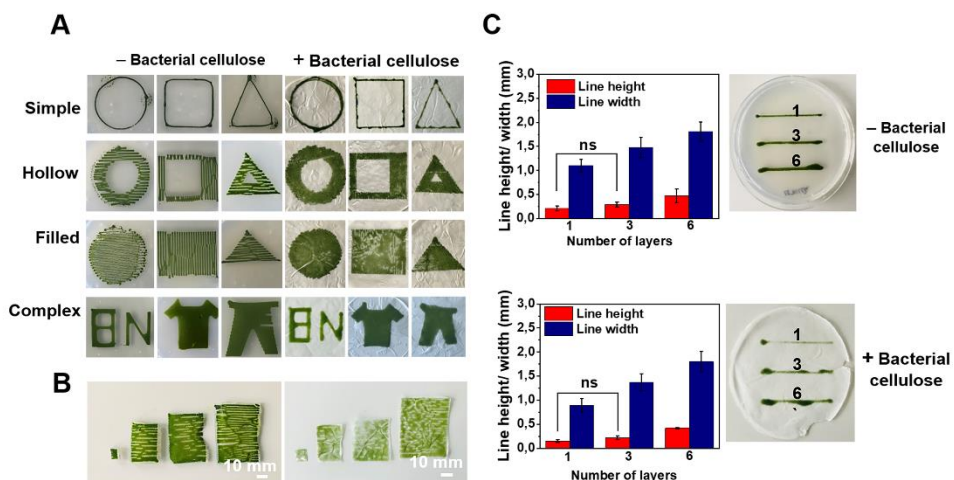 A
– Bacterial cellulose
+ Bacterial cellulose
Simple
Hollow
Filled
Complex
BN
BN
B
10 mm
10 mm
C
Line height/ width (mm)
3,0
2,5
2,0
1,5
1,0
0,5
0,0
Line height
Line width
ns
1
3
6
Number of layers
1
3
6
– Bacterial
cellulose
Line height/ width (mm)
3,0
2,5
2,0
1,5
1,0
0,5
0,0
Line height
Line width
ns
1
3
6
Number of layers
1
3
6
+ Bacterial
cellulose